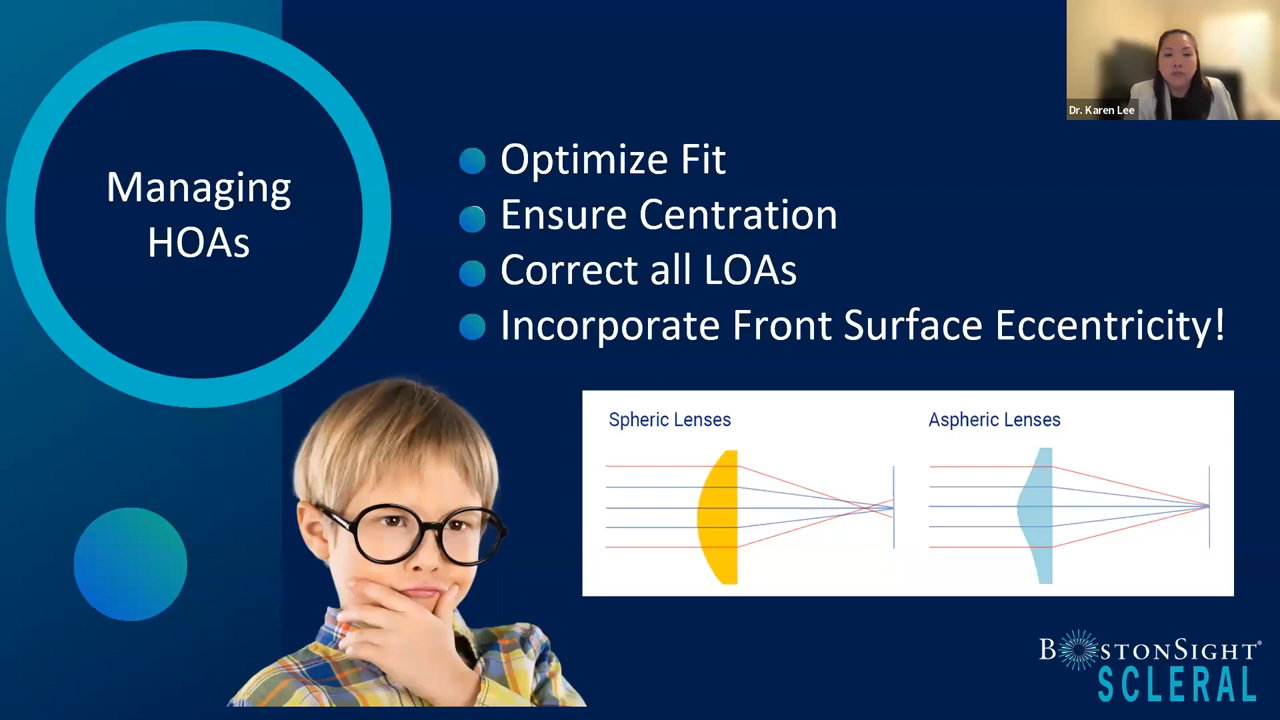 Dr. Karen Lee
Managing
HOAs
Optimize Fit
Ensure Centration
Correct all LOAs
Incorporate Front Surface Eccentricity!
Spheric Lenses
Aspheric Lenses
BOSTONSIGHT®
SCLERAL